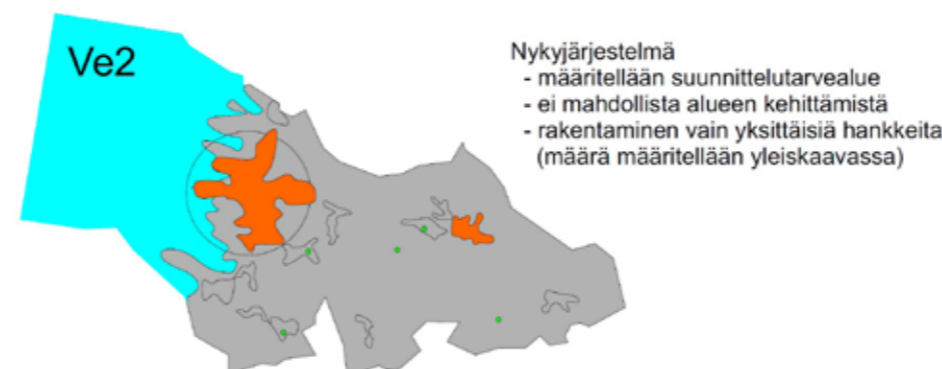 Ve2
Nykyjärjestelmä
- määritellään suunnittelutarvealue
- ei mahdollista alueen kehittämistä
- rakentaminen vain yksittäisiä hankkeita
(määrä määritellään yleiskaavassa)